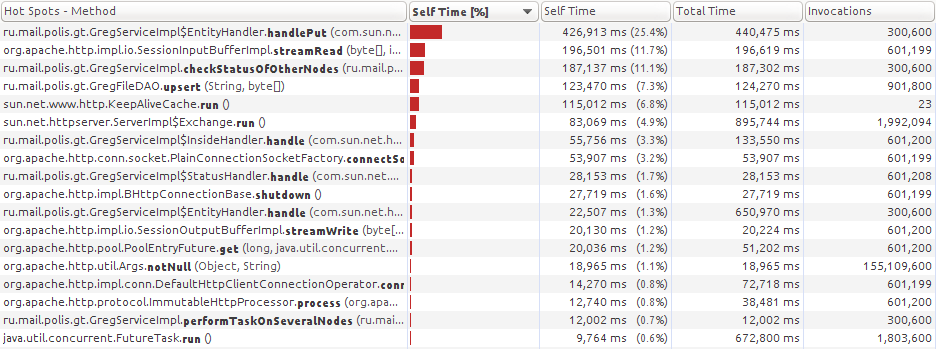 Hot Spots - Method Self Time [%] Self Time Total Time Invocations
ru.mail.polis.gt.GregServiceImpl$EntityHandler.handlePut (com.sun.n... 426,913 ms (25.4%) 440,475 ms 300,600
org.apache.http.impl.io.SessionInputBufferImpl.streamRead (byte[], i... 196,501 ms (11.7%) 196,619 ms 601,199
ru.mail.polis.gt.GregServiceImpl.checkStatusOfOtherNodes (ru.mail.p... 187,137 ms (11.1%) 187,302 ms 300,600
ru.mail.polis.gt.GregFileDAO.upsert (String, byte[]) 123,470 ms (7.3%) 124,270 ms 901,800
sun.net.www.http.KeepAliveCache.run () 115,012 ms (6.8%) 115,012 ms 23
sun.net.httpserver.ServerImpl$Exchange.run () 83,069 ms (4.9%) 895,744 ms 1,992,094
ru.mail.polis.gt.GregServiceImpl$InsideHandler.handle (com.sun.net.h... 55,756 ms (3.3%) 133,550 ms 601,200
org.apache.http.conn.socket.PlainConnectionSocketFactory.connectSo 53,907 ms (3.2%) 53,907 ms 601,199
ru.mail.polis.gt.GregServiceImpl$StatusHandler.handle (com.sun.net.... 28,153 ms (1.7%) 28,153 ms 601,208
org.apache.http.impl.BHttpConnectionBase.shutdown () 27,719 ms (1.6%) 27,719 ms 601,199
ru.mail.polis.gt.GregServiceImpl$EntityHandler.handle (com.sun.net.h... 22,507 ms (1.3%) 650,970 ms 300,600
org.apache.http.impl.io.SessionOutputBufferImpl.streamWrite (byte[... 20,130 ms (1.2%) 20,224 ms 601,200
org.apache.http.pool.PoolEntryFuture.get (long, java.util.concurrent.... 20,036 ms (1.2%) 51,202 ms 601,200
org.apache.http.util.Args.notNull (Object, String) 18,965 ms (1.1%) 18,965 ms 155,109,600
org.apache.http.impl.conn.DefaultHttpClientConnectionOperator.conn 14,270 ms (0.8%) 72,718 ms 601,199
org.apache.http.protocol.ImmutableHttpProcessor.process (org.apa... 12,740 ms (0.8%) 38,481 ms 601,200
ru.mail.polis.gt.GregServiceImpl.performTaskOnSeveralNodes (ru.mai... 12,002 ms (0.7%) 12,002 ms 300,600
java.util.concurrent.FutureTask.run () 9,764 ms (0.6%) 672,800 ms 1,803,600